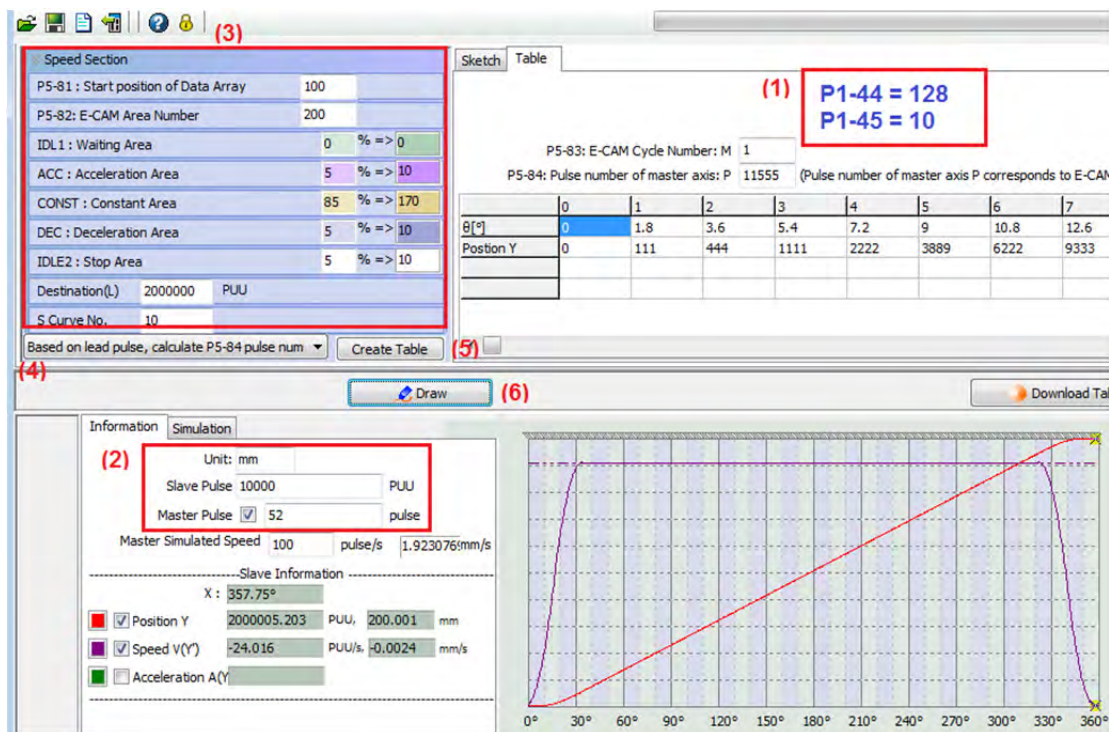 (3)
Speed Section
P5-81 : Start position of Data Array 100
P5-82: E-CAM Area Number 200
IDL1 : Waiting Area 0 % => 0
ACC : Acceleration Area 5 % => 10
CONST : Constant Area 85 % => 170
DEC : Deceleration Area 5 % => 10
IDLE2 : Stop Area 5 % => 10
Destination(L) 2000000 PUU
S Curve No. 10
Based on lead pulse, calculate P5-84 pulse num Create Table (5)
(4)
Sketch Table
(1) P1-44 = 128
P1-45 = 10
P5-83: E-CAM Cycle Number: M 1
P5-84: Pulse number of master axis: P 11555 (Pulse number of master axis P corresponds to E-CAM
0 1 2 3 4 5 6 7
θ[°] 0 1.8 3.6 5.4 7.2 9 10.8 12.6
Postion Y 0 111 444 1111 2222 3889 6222 9333
Draw (6) Download Tab
Information Simulation
(2) Unit: mm
Slave Pulse 10000 PUU
Master Pulse 52 pulse
Master Simulated Speed 100 pulse/s 1.9230769mm/s
Slave Information
X : 357.75°
Position Y 2000005.203 PUU, 200.001 mm
Speed V(Y') -24.016 PUU/s, -0.0024 mm/s
Acceleration A(Y
0° 30° 60° 90° 120° 150° 180° 210° 240° 270° 300° 330° 360°